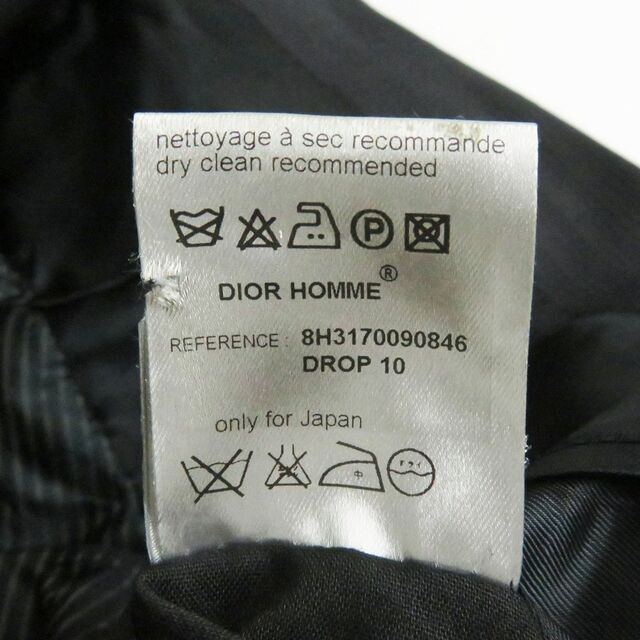 nettoyage à sec recommande
dry clean recommended
P
DIOR HOMME®
REFERENCE : 8H3170090846
DROP 10
only for Japan